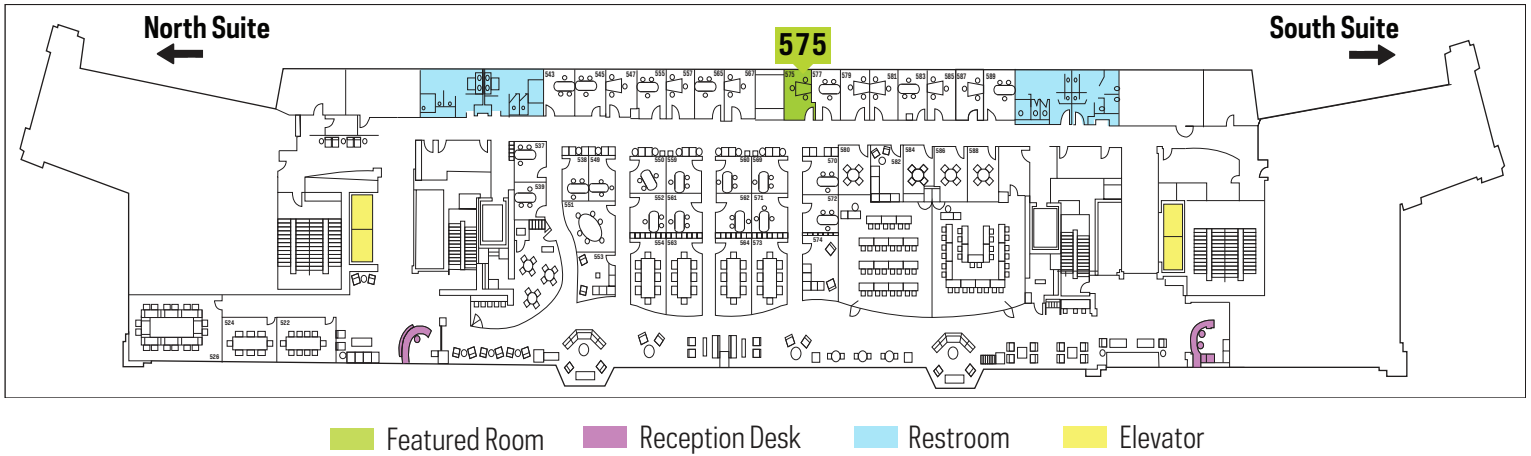 North Suite
South Suite
575
543 545 547 555 557 565 567 575 577 579 581 583 585 587 589
537 538 549 550 559 560 569 570 580 582 584 586 588
539 552 561 562 571 572
551
553 554 563 564 573 574
524 522
526
Featured Room Reception Desk Restroom Elevator